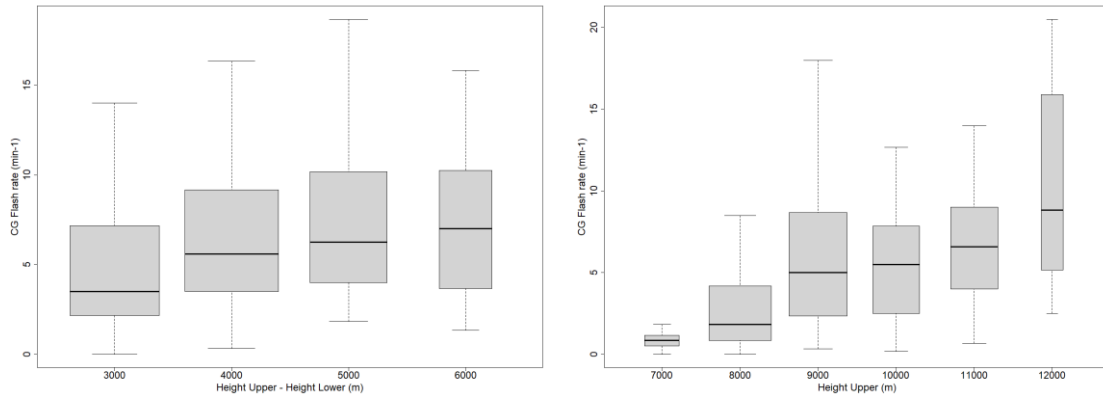 15
10
5
0
CG Flash rate (min-1)
3000 4000 5000 6000
Height Upper - Height Lower (m)
20
15
10
5
0
CG Flash rate (min-1)
7000 8000 9000 10000 11000 12000
Height Upper (m)